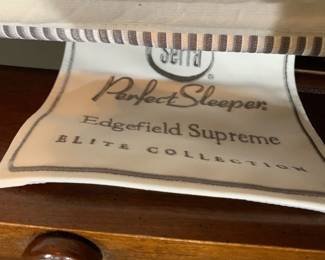 Serta
®
Perfect Sleeper®
Edgefield Supreme
ELITE COLLECTION